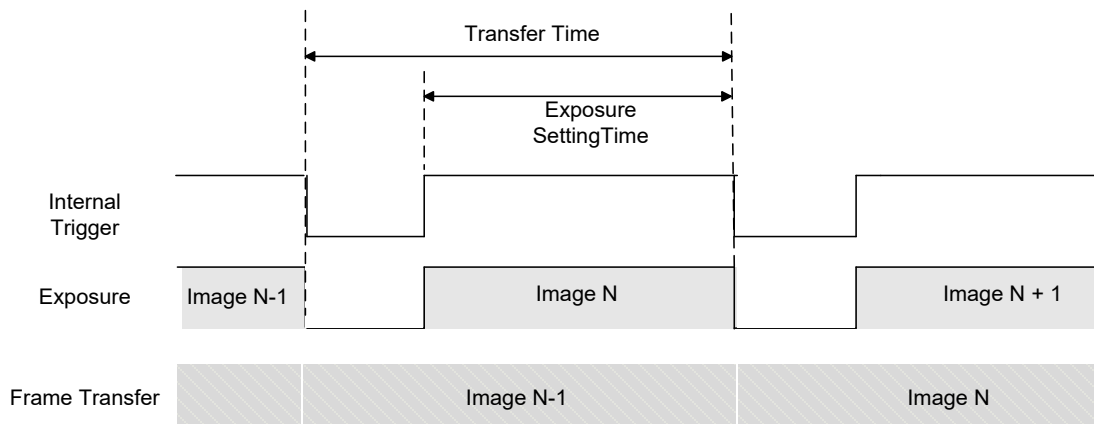 Transfer Time
Exposure
SettingTime
Internal
Trigger
Exposure
Image N-1
Image N
Image N + 1
Frame Transfer
Image N-1
Image N